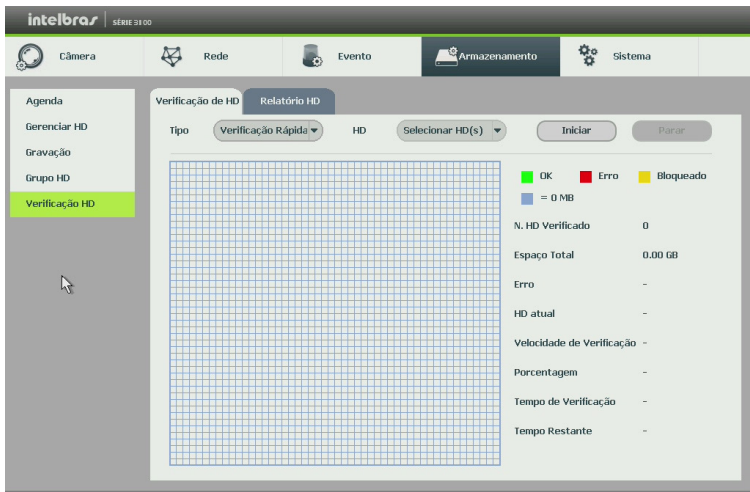 intelbras SÉRIE 3100
Câmera Rede Evento Armazenamento Sistema
Agenda
Gerenciar HD
Gravação
Grupo HD
Verificação HD
Verificação de HD Relatório HD
Tipo Verificação Rápida HD Selecionar HD(s) Iniciar Parar
OK Erro Bloqueado
= 0 MB
N. HD Verificado 0
Espaço Total 0.00 GB
Erro -
HD atual -
Velocidade de Verificação -
Porcentagem -
Tempo de Verificação -
Tempo Restante -